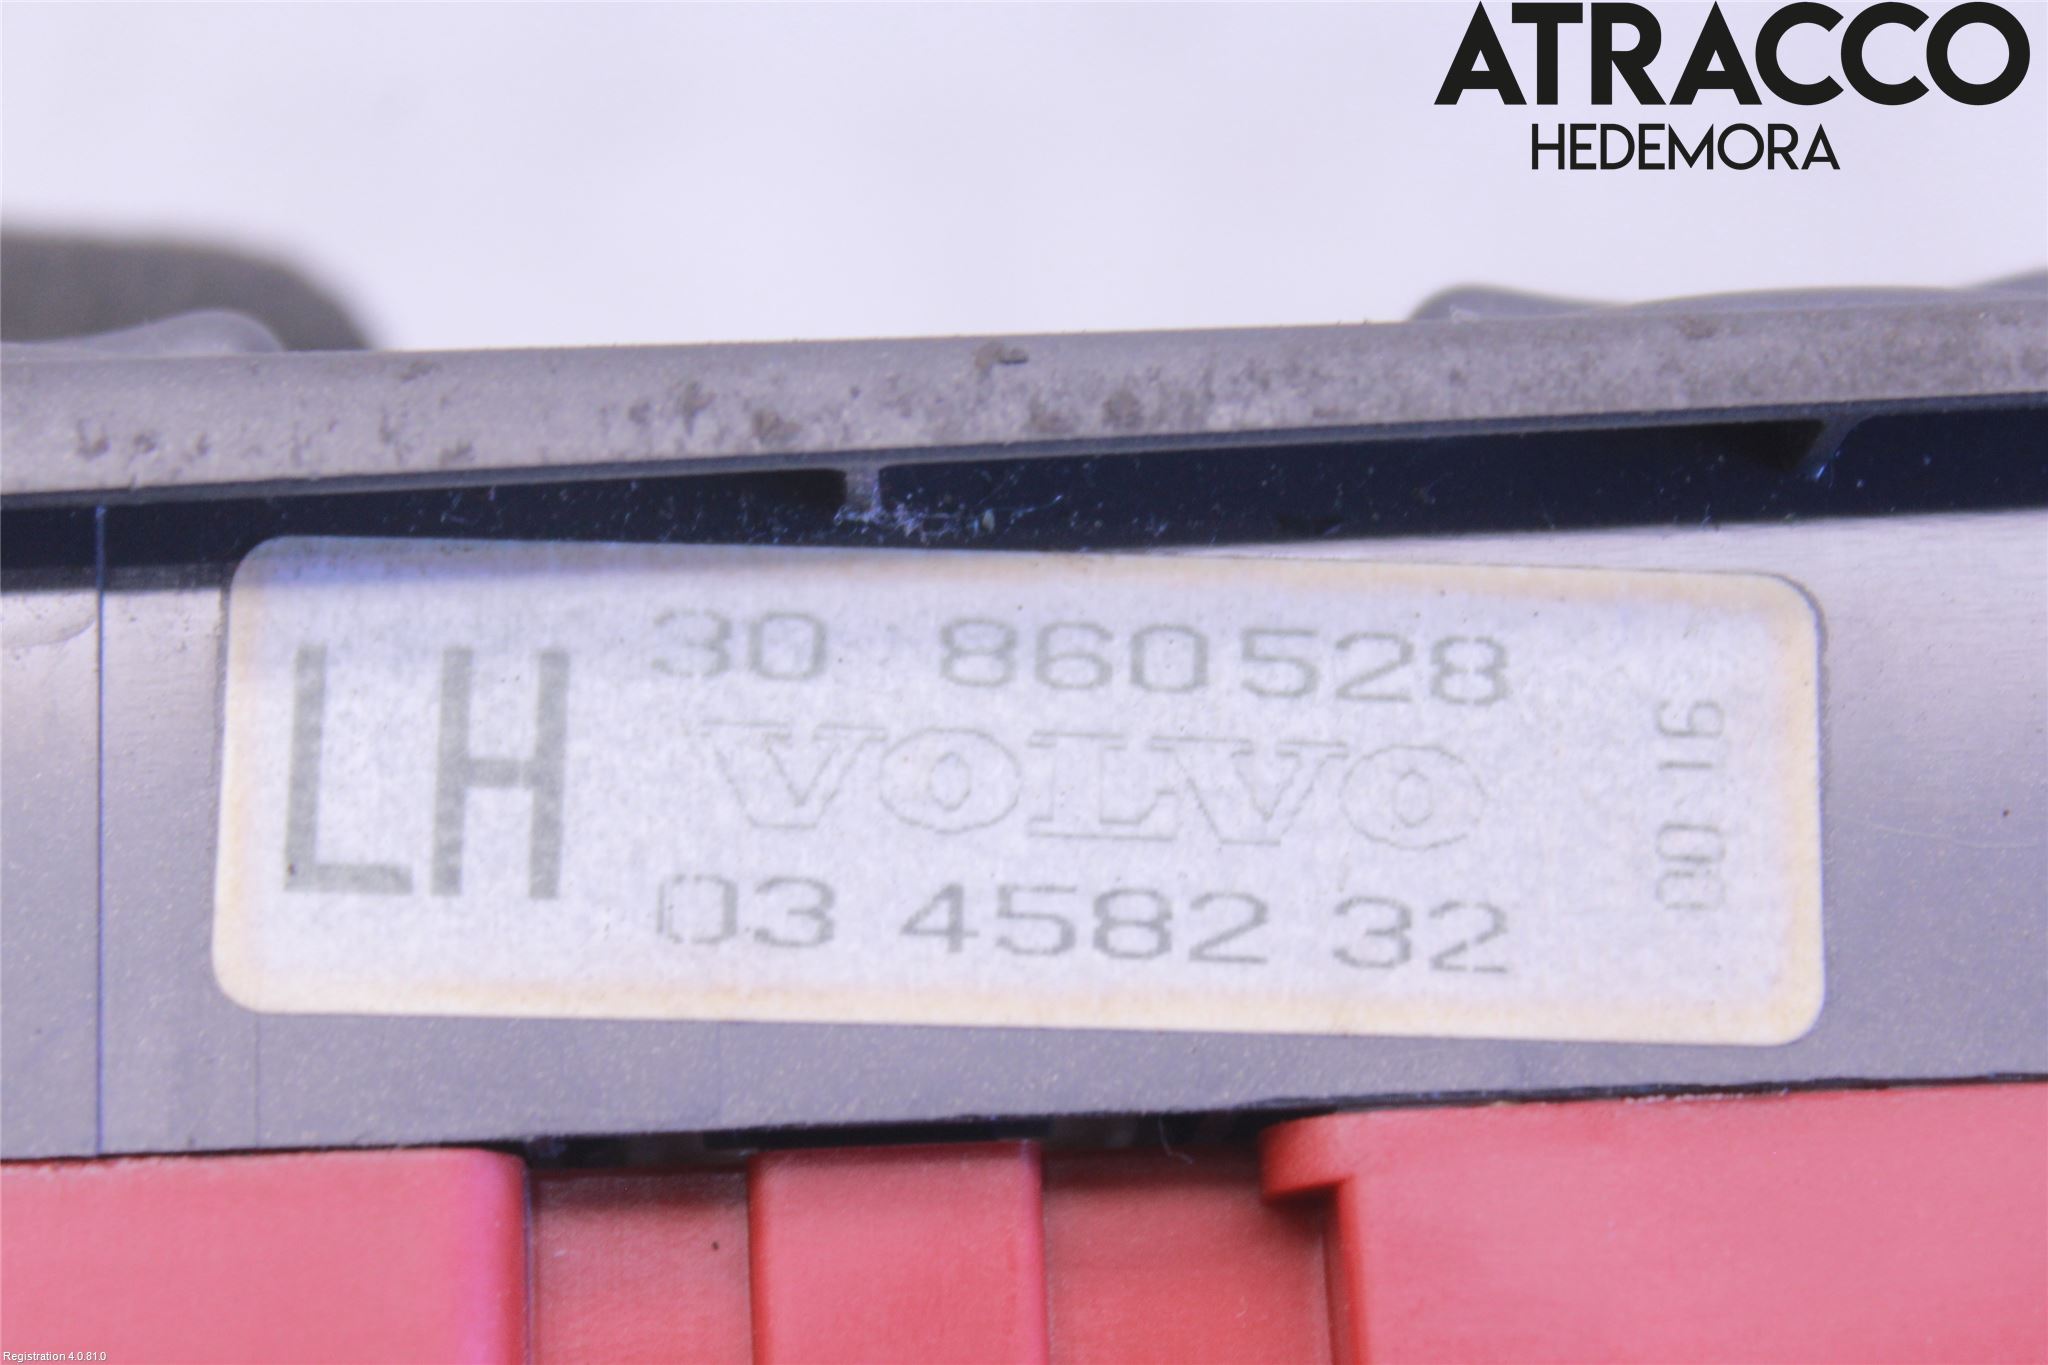 ATRACCO
HEDEMORA
LH
30 860528
VOLVO
03 4582 32
00 16
Registration 4.0.81.0